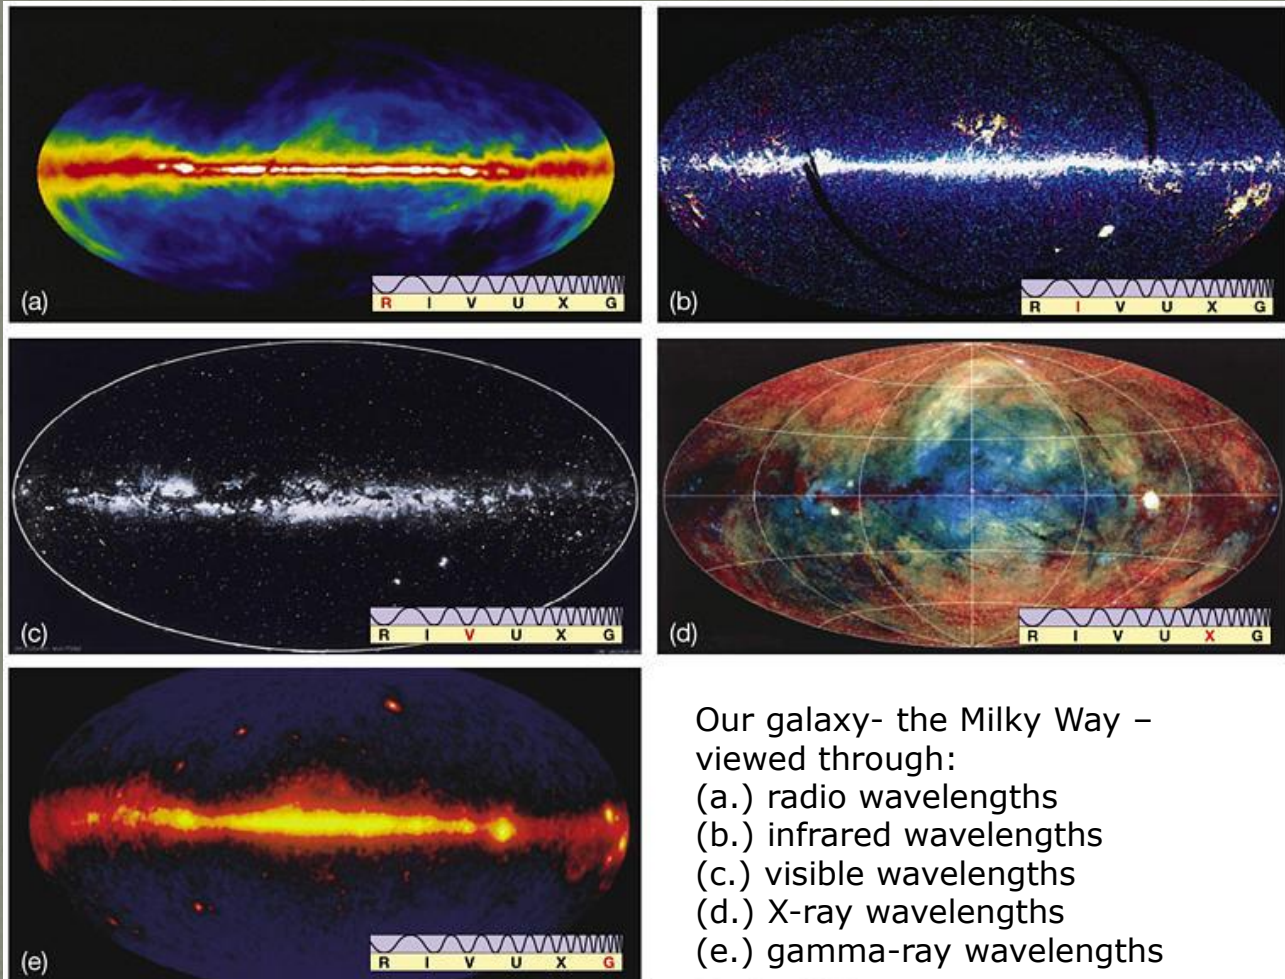 (a)
R I V U X G
(b)
R I V U X G
(c)
R I V U X G
(d)
R I V U X G
(e)
R I V U X G
Our galaxy- the Milky Way –
viewed through:
(a.) radio wavelengths
(b.) infrared wavelengths
(c.) visible wavelengths
(d.) X-ray wavelengths
(e.) gamma-ray wavelengths